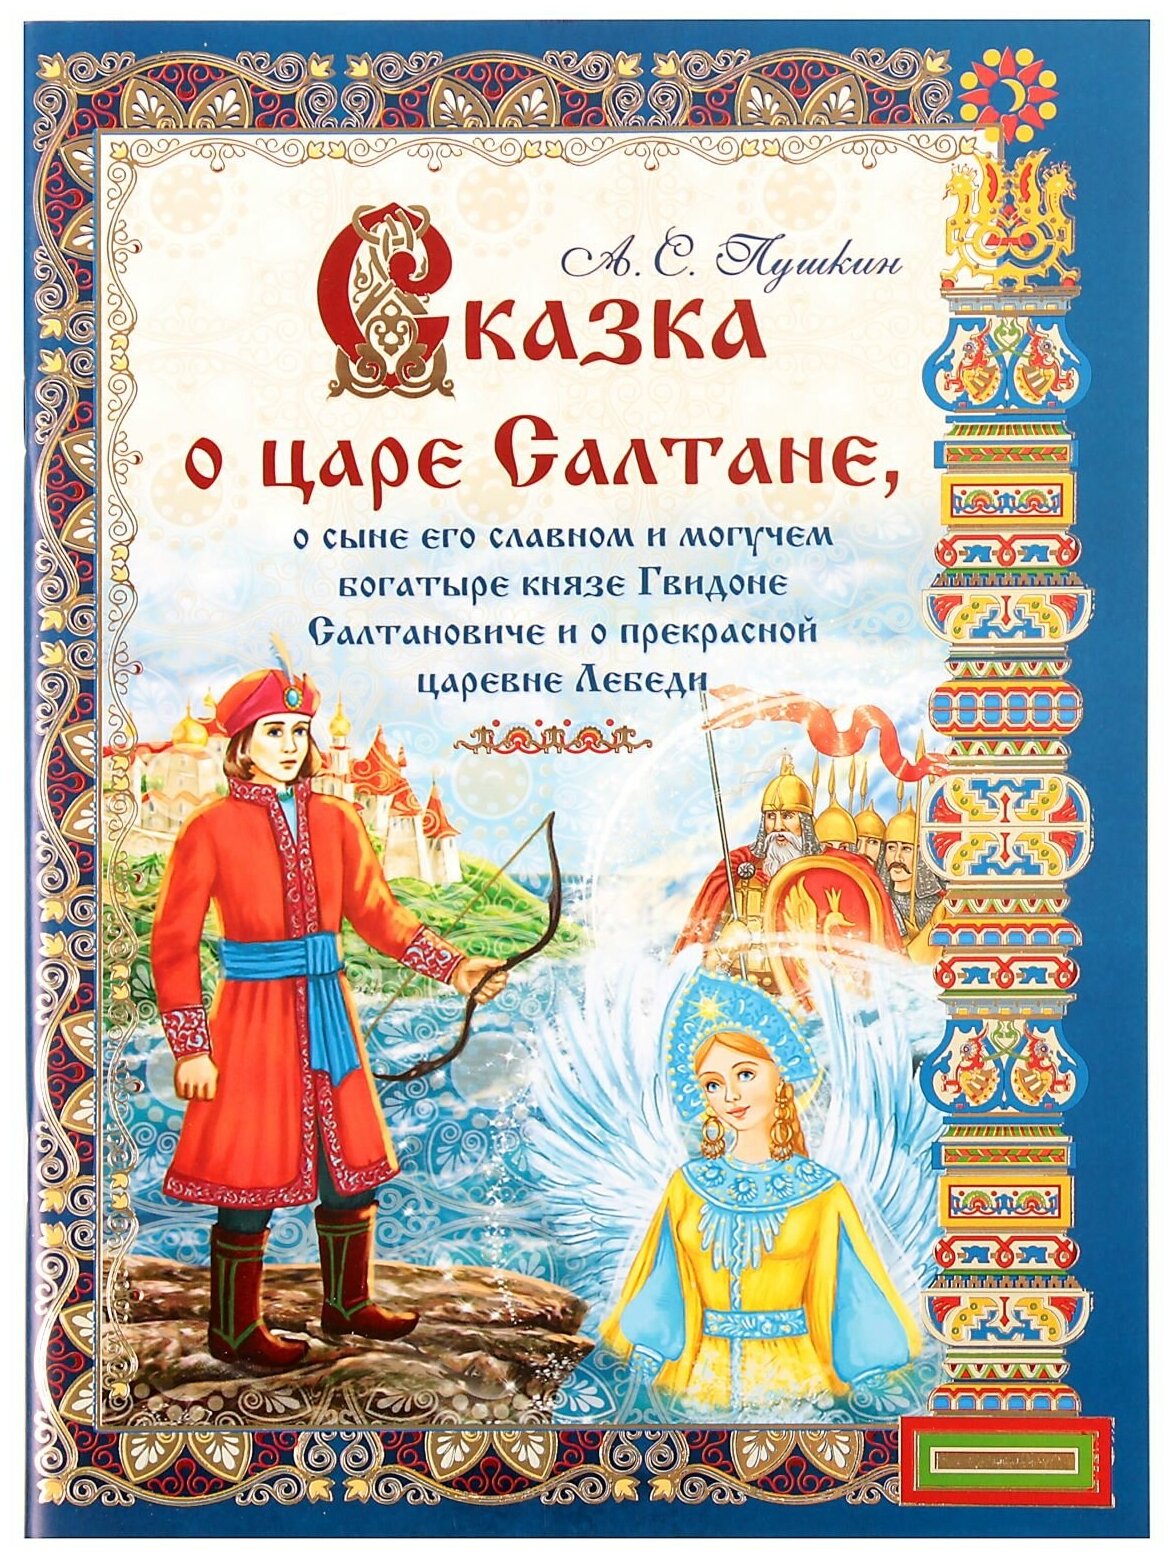 А. С. Пушкин
Сказка
о царе Салтане,
о сыне его славном и могучем
богатыре князе Гвидоне
Салтановиче и о прекрасной
царевне Лебеди